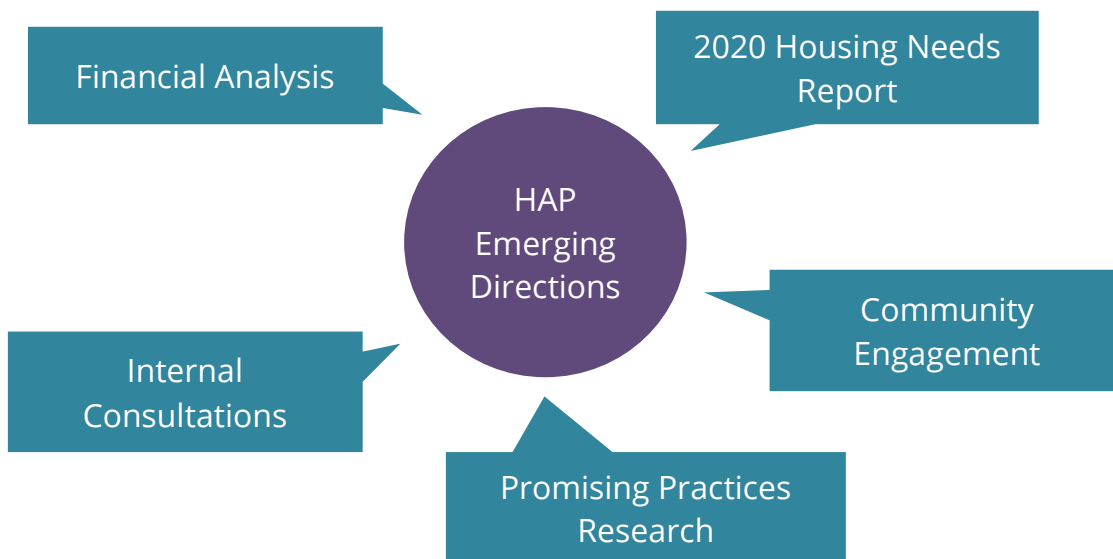 Financial Analysis
2020 Housing Needs
Report
HAP
Emerging
Directions
Community
Engagement
Internal
Consultations
Promising Practices
Research